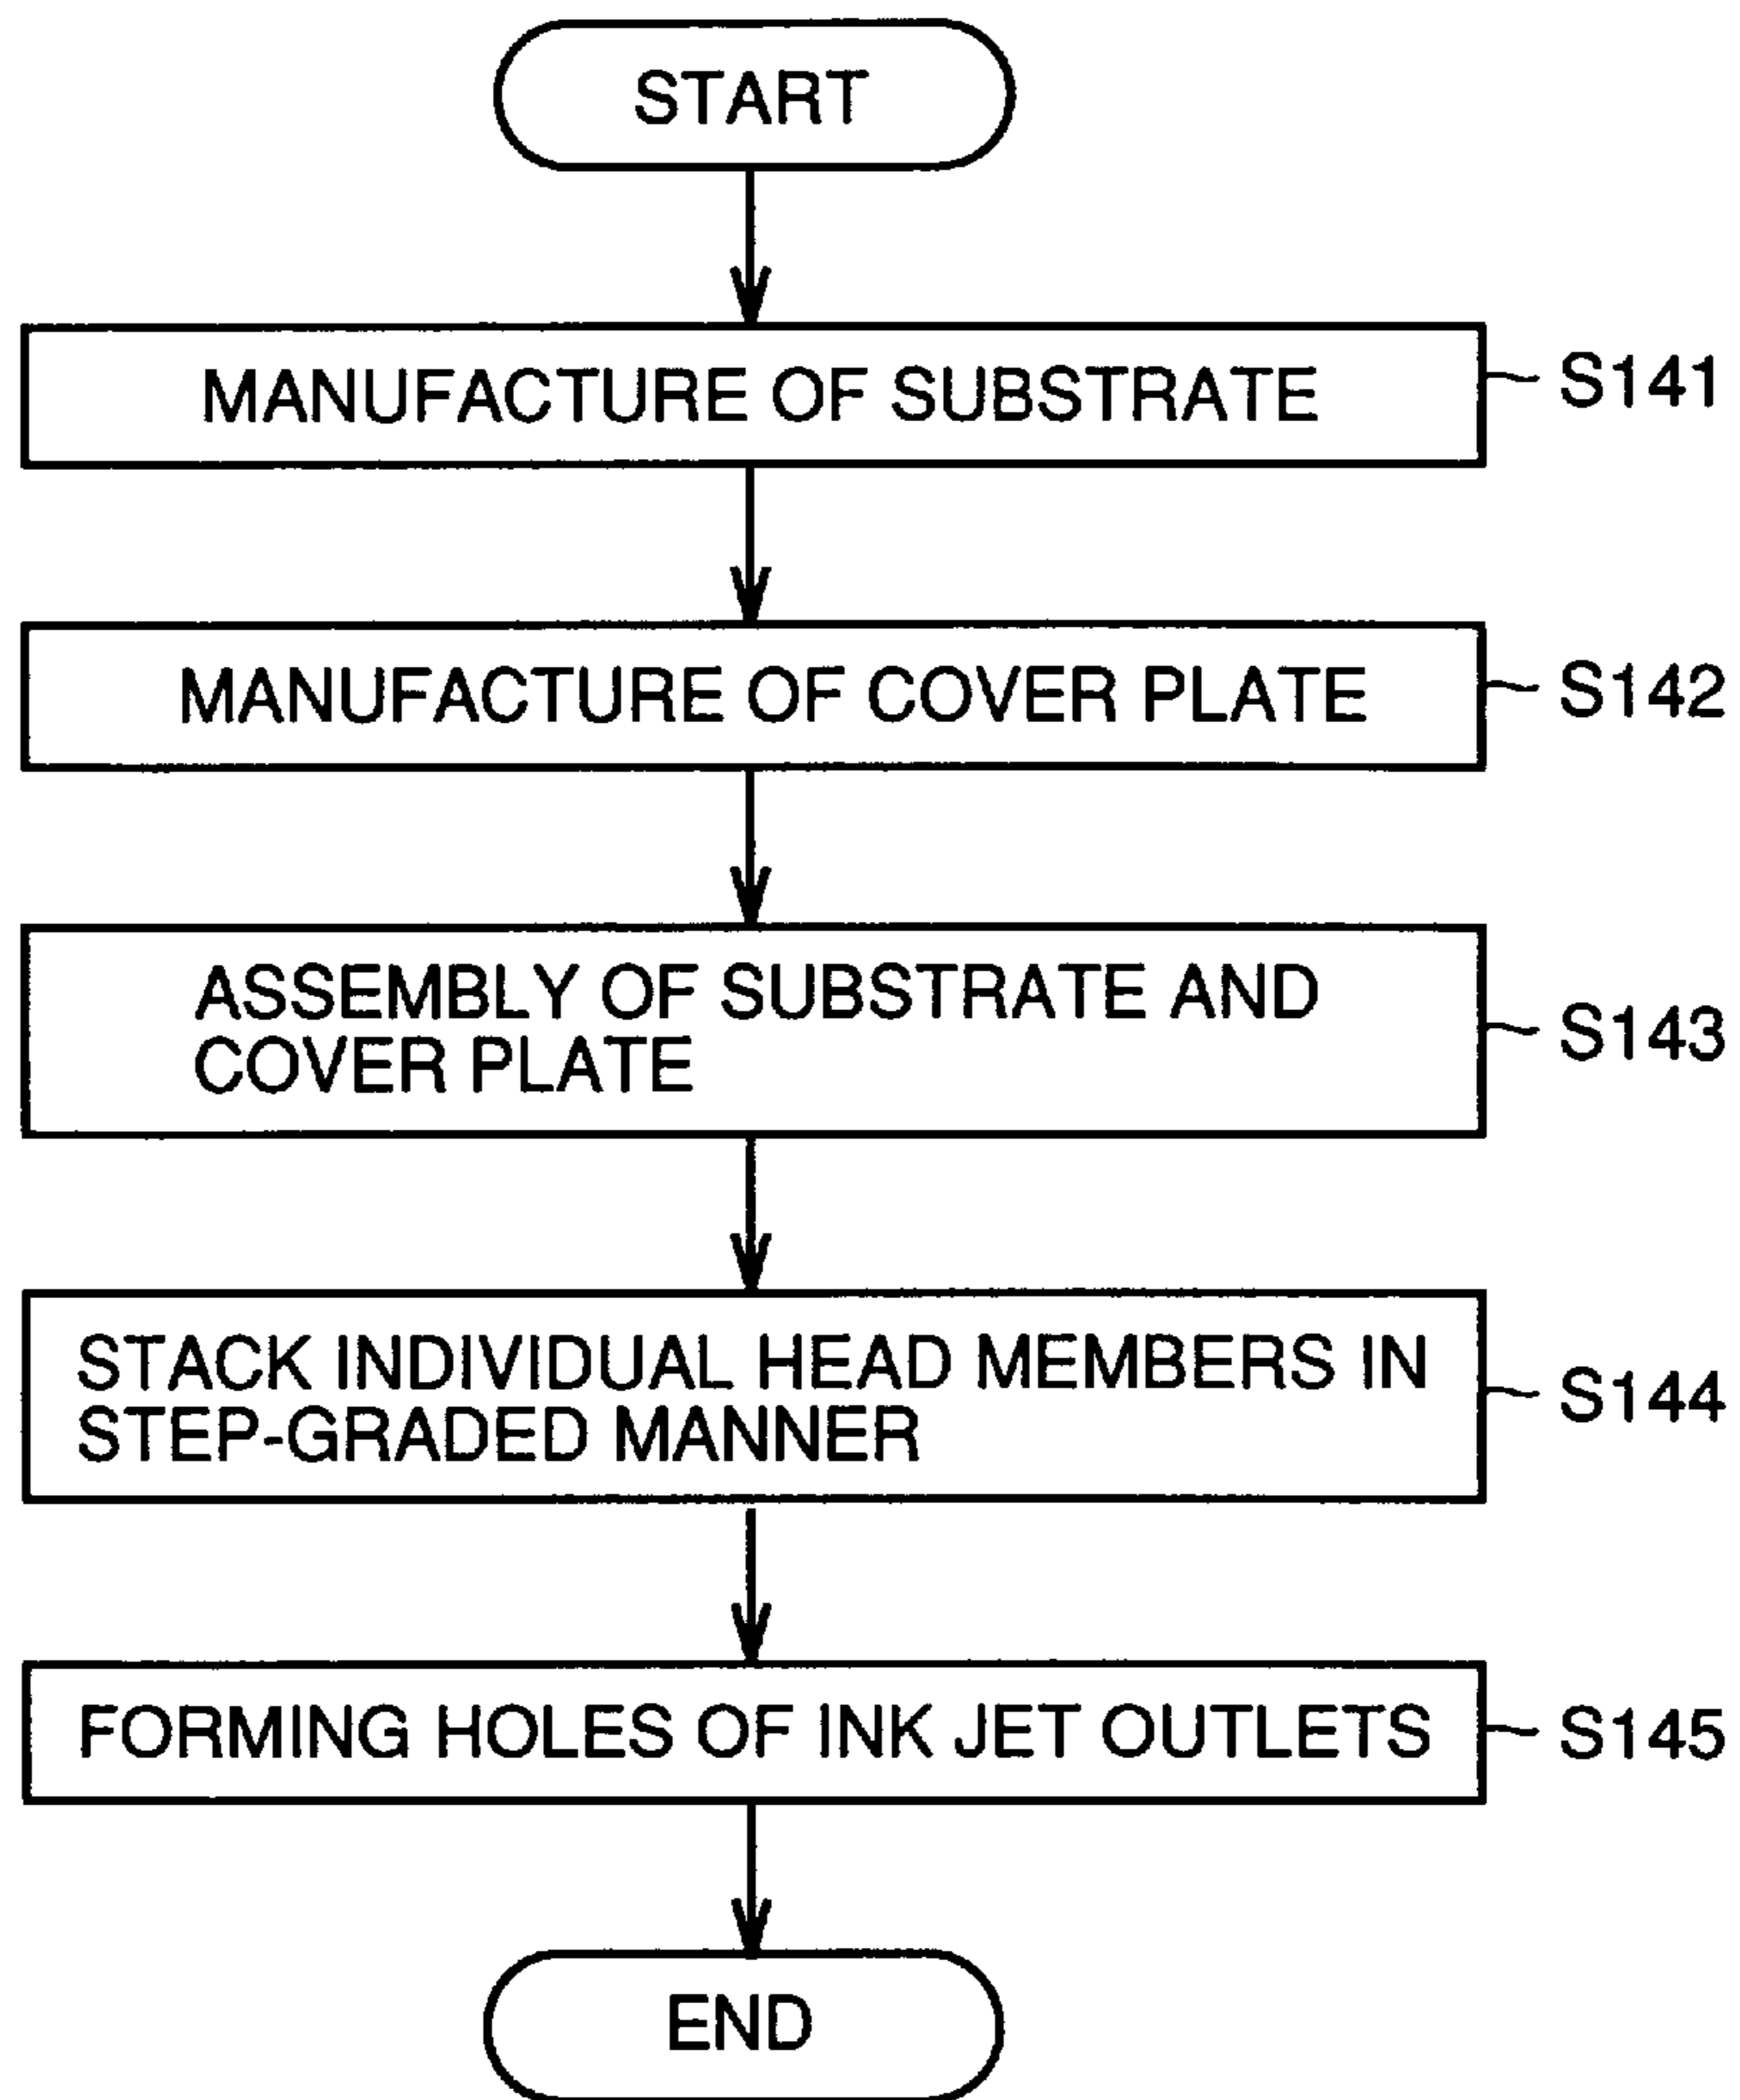 START
MANUFACTURE OF SUBSTRATE
S141
MANUFACTURE OF COVER PLATE
S142
ASSEMBLY OF SUBSTRATE AND
COVER PLATE
S143
STACK INDIVIDUAL HEAD MEMBERS IN
STEP-GRADED MANNER
S144
FORMING HOLES OF INK JET OUTLETS
S145
END